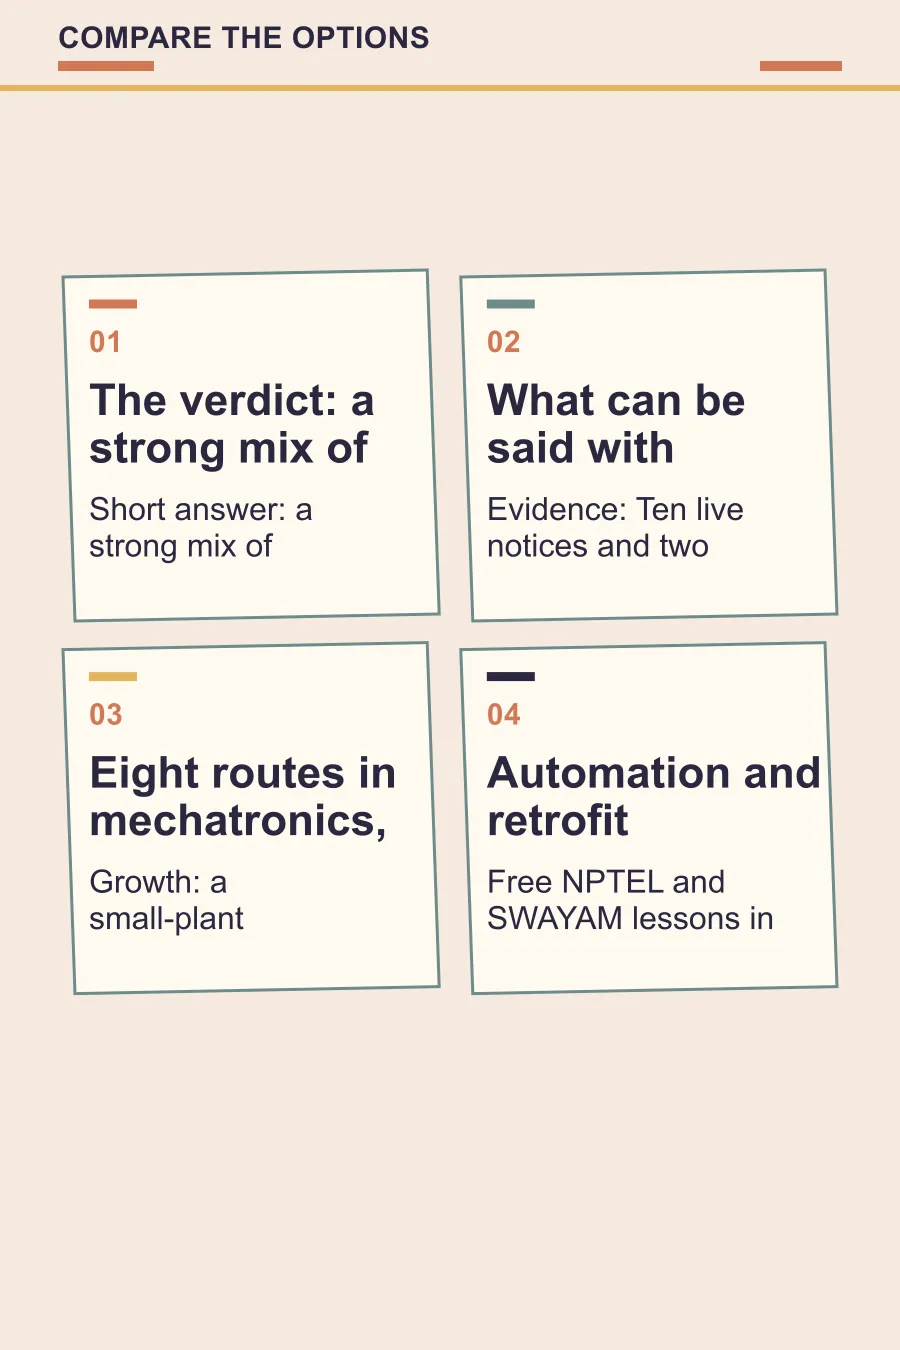 COMPARE THE OPTIONS
01
The verdict: a
strong mix of
Short answer: a
strong mix of
02
What can be
said with
Evidence: Ten live
notices and two
03
Eight routes in
mechatronics,
Growth: a
small-plant
04
Automation and
retrofit
Free NPTEL and
SWAYAM lessons in